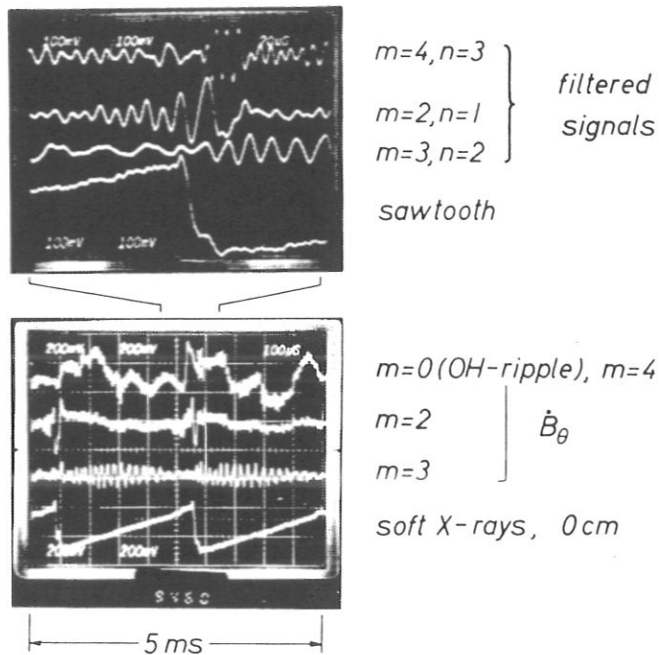 100mV 100mV 20µS
m=4, n=3
m=2, n=1
m=3, n=2
filtered
signals
sawtooth
100mV 100mV
200mV 200mV 100µS
m=0 (OH-ripple), m=4
m=2
m=3
Ḃθ
soft X-rays, 0cm
200mV
5 ms